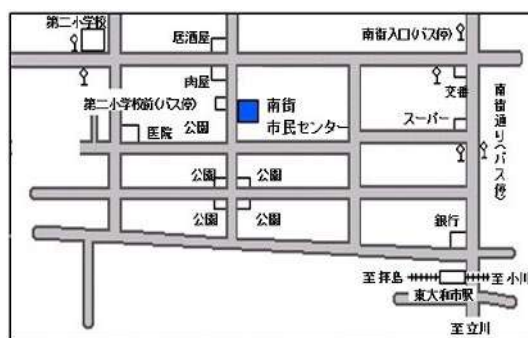 第二小学校
居酒屋
南街入口(バス停)
肉屋
交番
第二小学校前(バス停)
公園
南街
市民センター
スーパー
医院
南街通り(バス停)
公園
公園
公園
公園
銀行
至拝島
至小川
東大和市駅
至立川